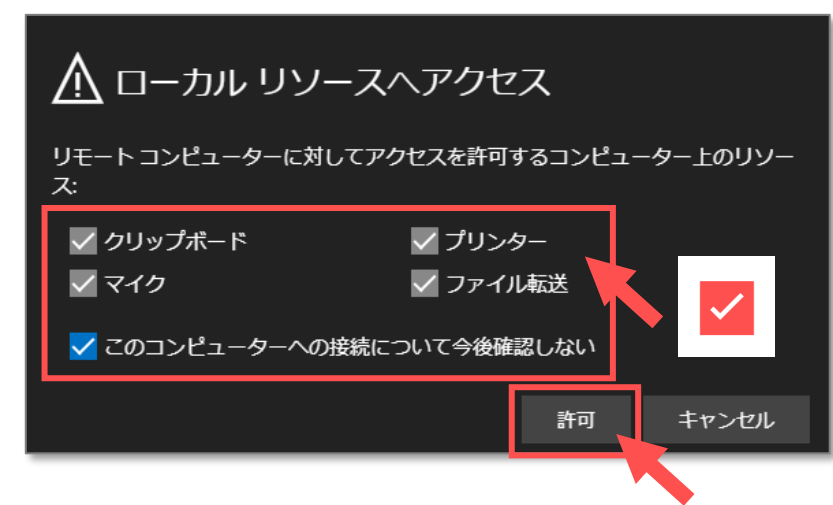 ローカル リソースへアクセス
リモート コンピューターに対してアクセスを許可するコンピューター上のリソー
ス:
クリップボード プリンター
マイク ファイル転送
このコンピューターへの接続について今後確認しない
許可 キャンセル